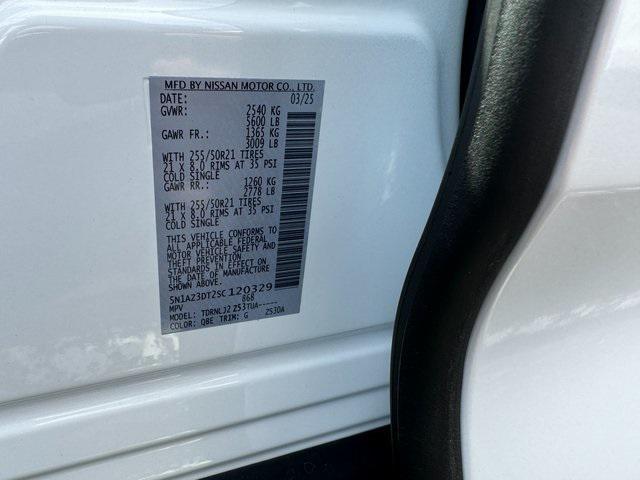 MFD BY NISSAN MOTOR CO., LTD.
DATE: 03/25
GVWR: 2540 KG
5600 LB
GAWR FR.: 1365 KG
3009 LB
WITH 255/50R21 TIRES
21 X 8.0 RIMS AT 35 PSI
COLD SINGLE
GAWR RR.: 1260 KG
2778 LB
WITH 255/50R21 TIRES
21 X 8.0 RIMS AT 35 PSI
COLD SINGLE
THIS VEHICLE CONFORMS TO
ALL APPLICABLE FEDERAL
MOTOR VEHICLE SAFETY AND
THEFT PREVENTION
STANDARDS IN EFFECT ON
THE DATE OF MANUFACTURE
SHOWN ABOVE.
5N1AZ3DT2SC120329
MPV 868
MODEL: TDRNLJ2 Z53TUA-----
COLOR: QBE TRIM: G ZS30A